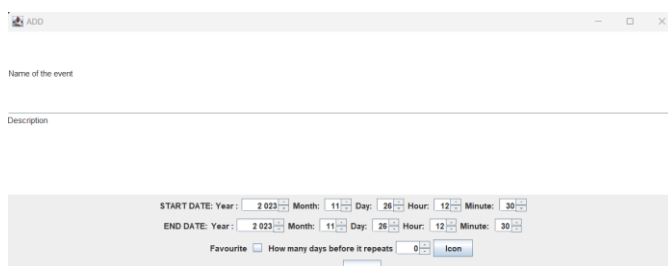 ADD
Name of the event
Description
START DATE: Year : 2 023 Month: 11 Day: 26 Hour: 12 Minute: 30
END DATE: Year : 2 023 Month: 11 Day: 26 Hour: 12 Minute: 30
Favourite How many days before it repeats 0 Icon